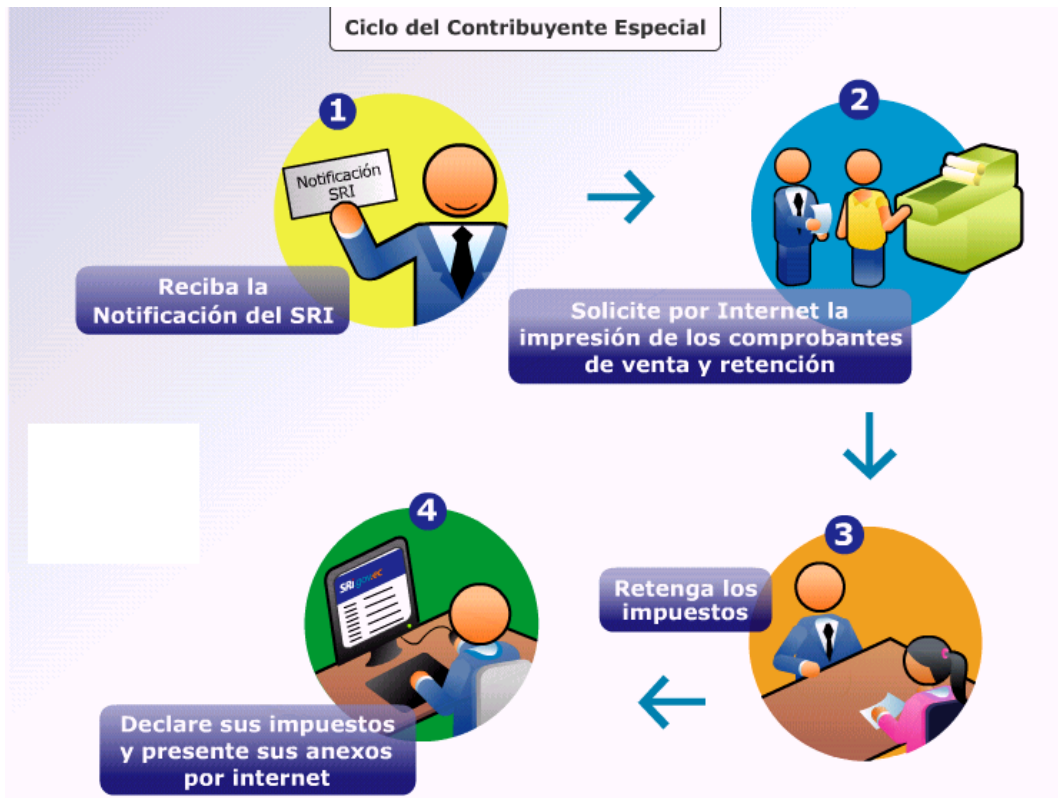 Ciclo del Contribuyente Especial
1
Notificación
SRI
Reciba la
Notificación del SRI
2
Solicite por Internet la
impresión de los comprobantes
de venta y retención
3
Retenga los
impuestos
4
SRI.gov.ec
Declare sus impuestos
y presente sus anexos
por internet